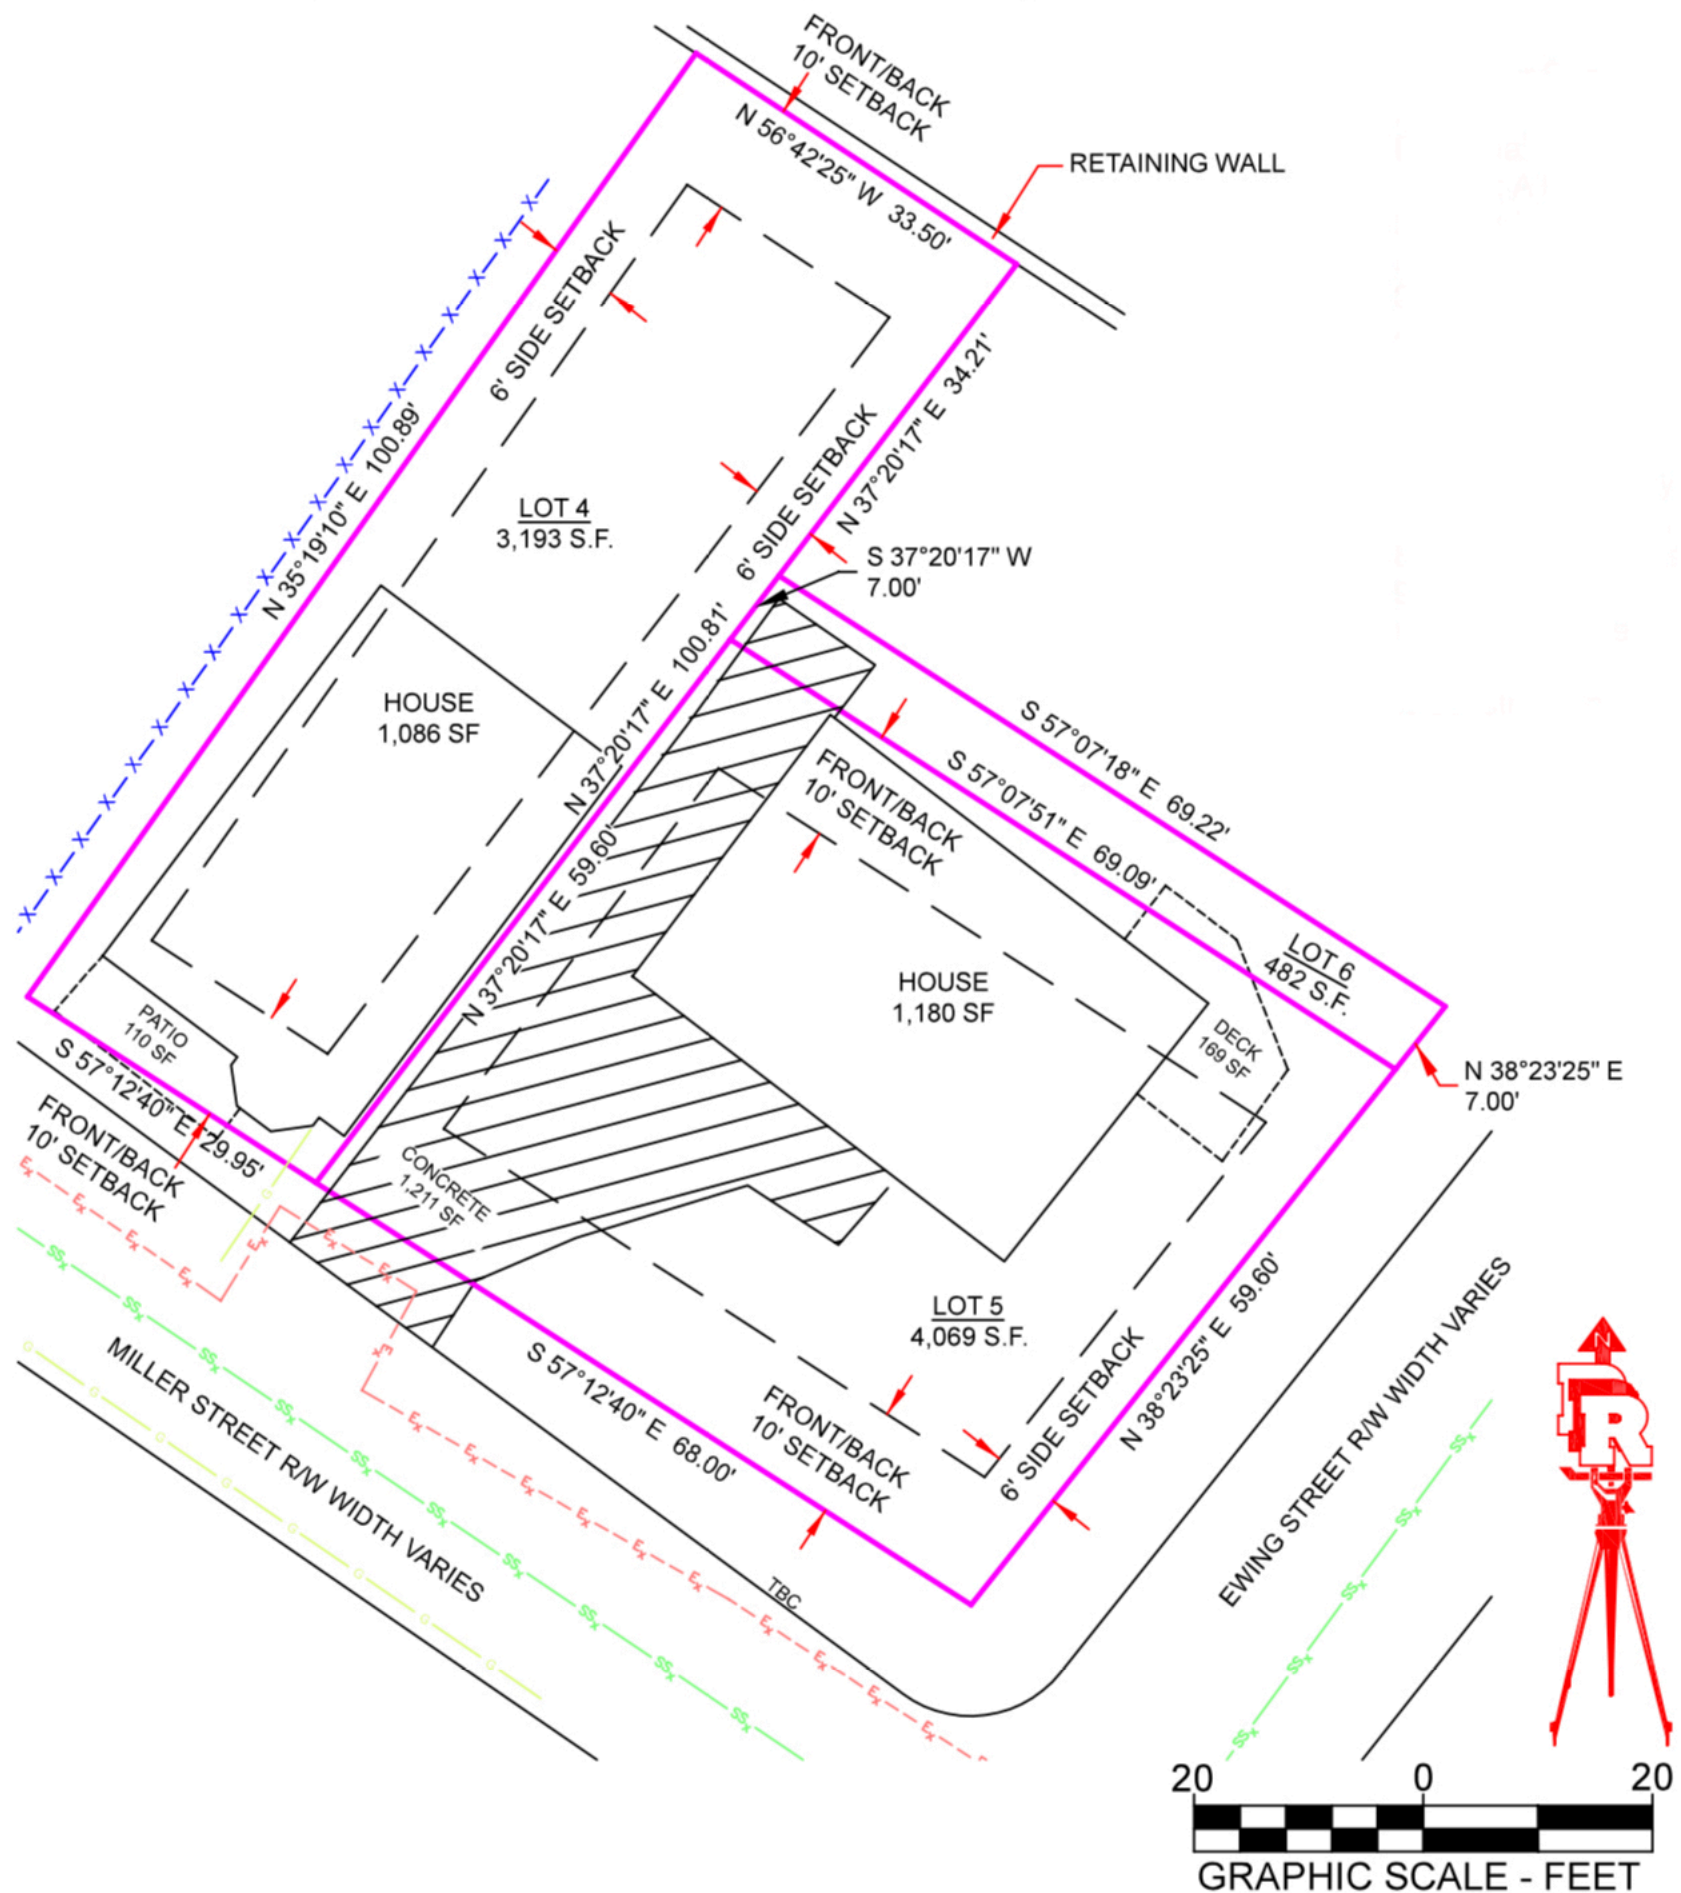 FRONT/BACK
10' SETBACK
N 56°42'25" W 33.50'
RETAINING WALL
6' SIDE SETBACK
N 35°19'10" E 100.89'
LOT 4
3,193 S.F.
N 37°20'17" E 34.21'
6' SIDE SETBACK
S 37°20'17" W
7.00'
N 37°20'17" E 100.81'
HOUSE
1,086 SF
S 57°07'18" E 69.22'
S 57°07'51" E 69.09'
FRONT/BACK
10' SETBACK
N 37°20'17" E 59.60'
LOT 6
482 S.F.
HOUSE
1,180 SF
DECK
169 SF
N 38°23'25" E
7.00'
PATIO
110 SF
S 57°12'40" E 29.95'
FRONT/BACK
10' SETBACK
CONCRETE
1,211 SF
LOT 5
4,069 S.F.
N 38°23'25" E 59.60'
6' SIDE SETBACK
S 57°12'40" E 68.00'
FRONT/BACK
10' SETBACK
MILLER STREET R/W WIDTH VARIES
EWING STREET R/W WIDTH VARIES
TBC
N
R
20 0 20
GRAPHIC SCALE - FEET